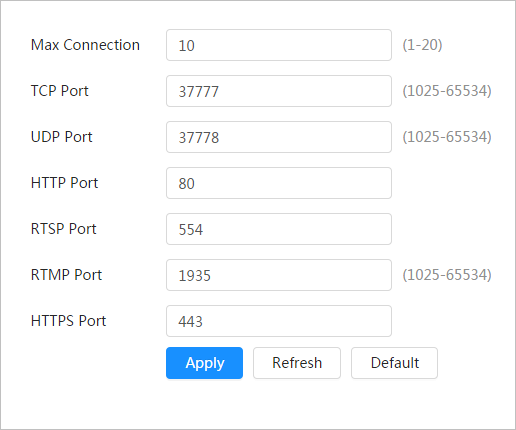 Max Connection 10 (1-20)
TCP Port 37777 (1025-65534)
UDP Port 37778 (1025-65534)
HTTP Port 80
RTSP Port 554
RTMP Port 1935 (1025-65534)
HTTPS Port 443
Apply Refresh Default